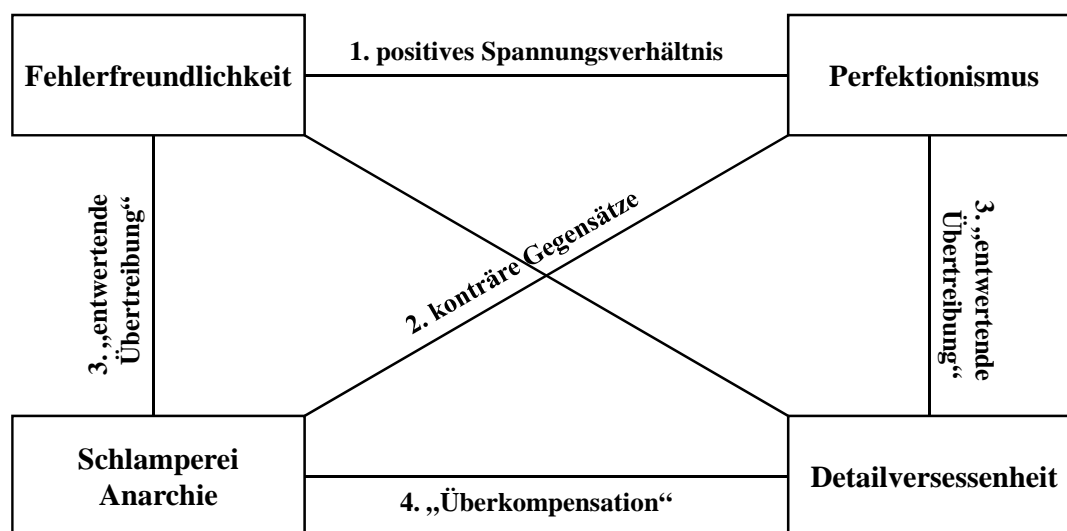 1. positives Spannungsverhältnis
Fehlerfreundlichkeit
Perfektionismus
3. „entwertende
Übertreibung“
2. konträre Gegensätze
3. „entwertende
Übertreibung“
Schlamperei
Anarchie
4. „Überkompensation“
Detailversessenheit